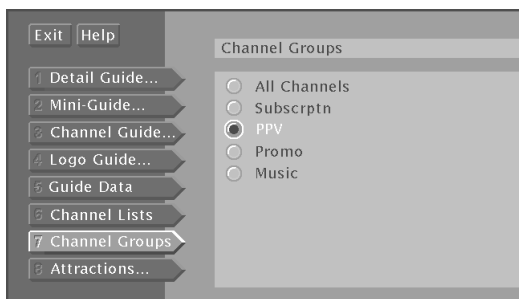 Exit Help
1 Detail Guide...
2 Mini-Guide...
3 Channel Guide...
4 Logo Guide...
5 Guide Data
6 Channel Lists
7 Channel Groups
8 Attractions...
Channel Groups
All Channels
Subscrptn
PPV
Promo
Music